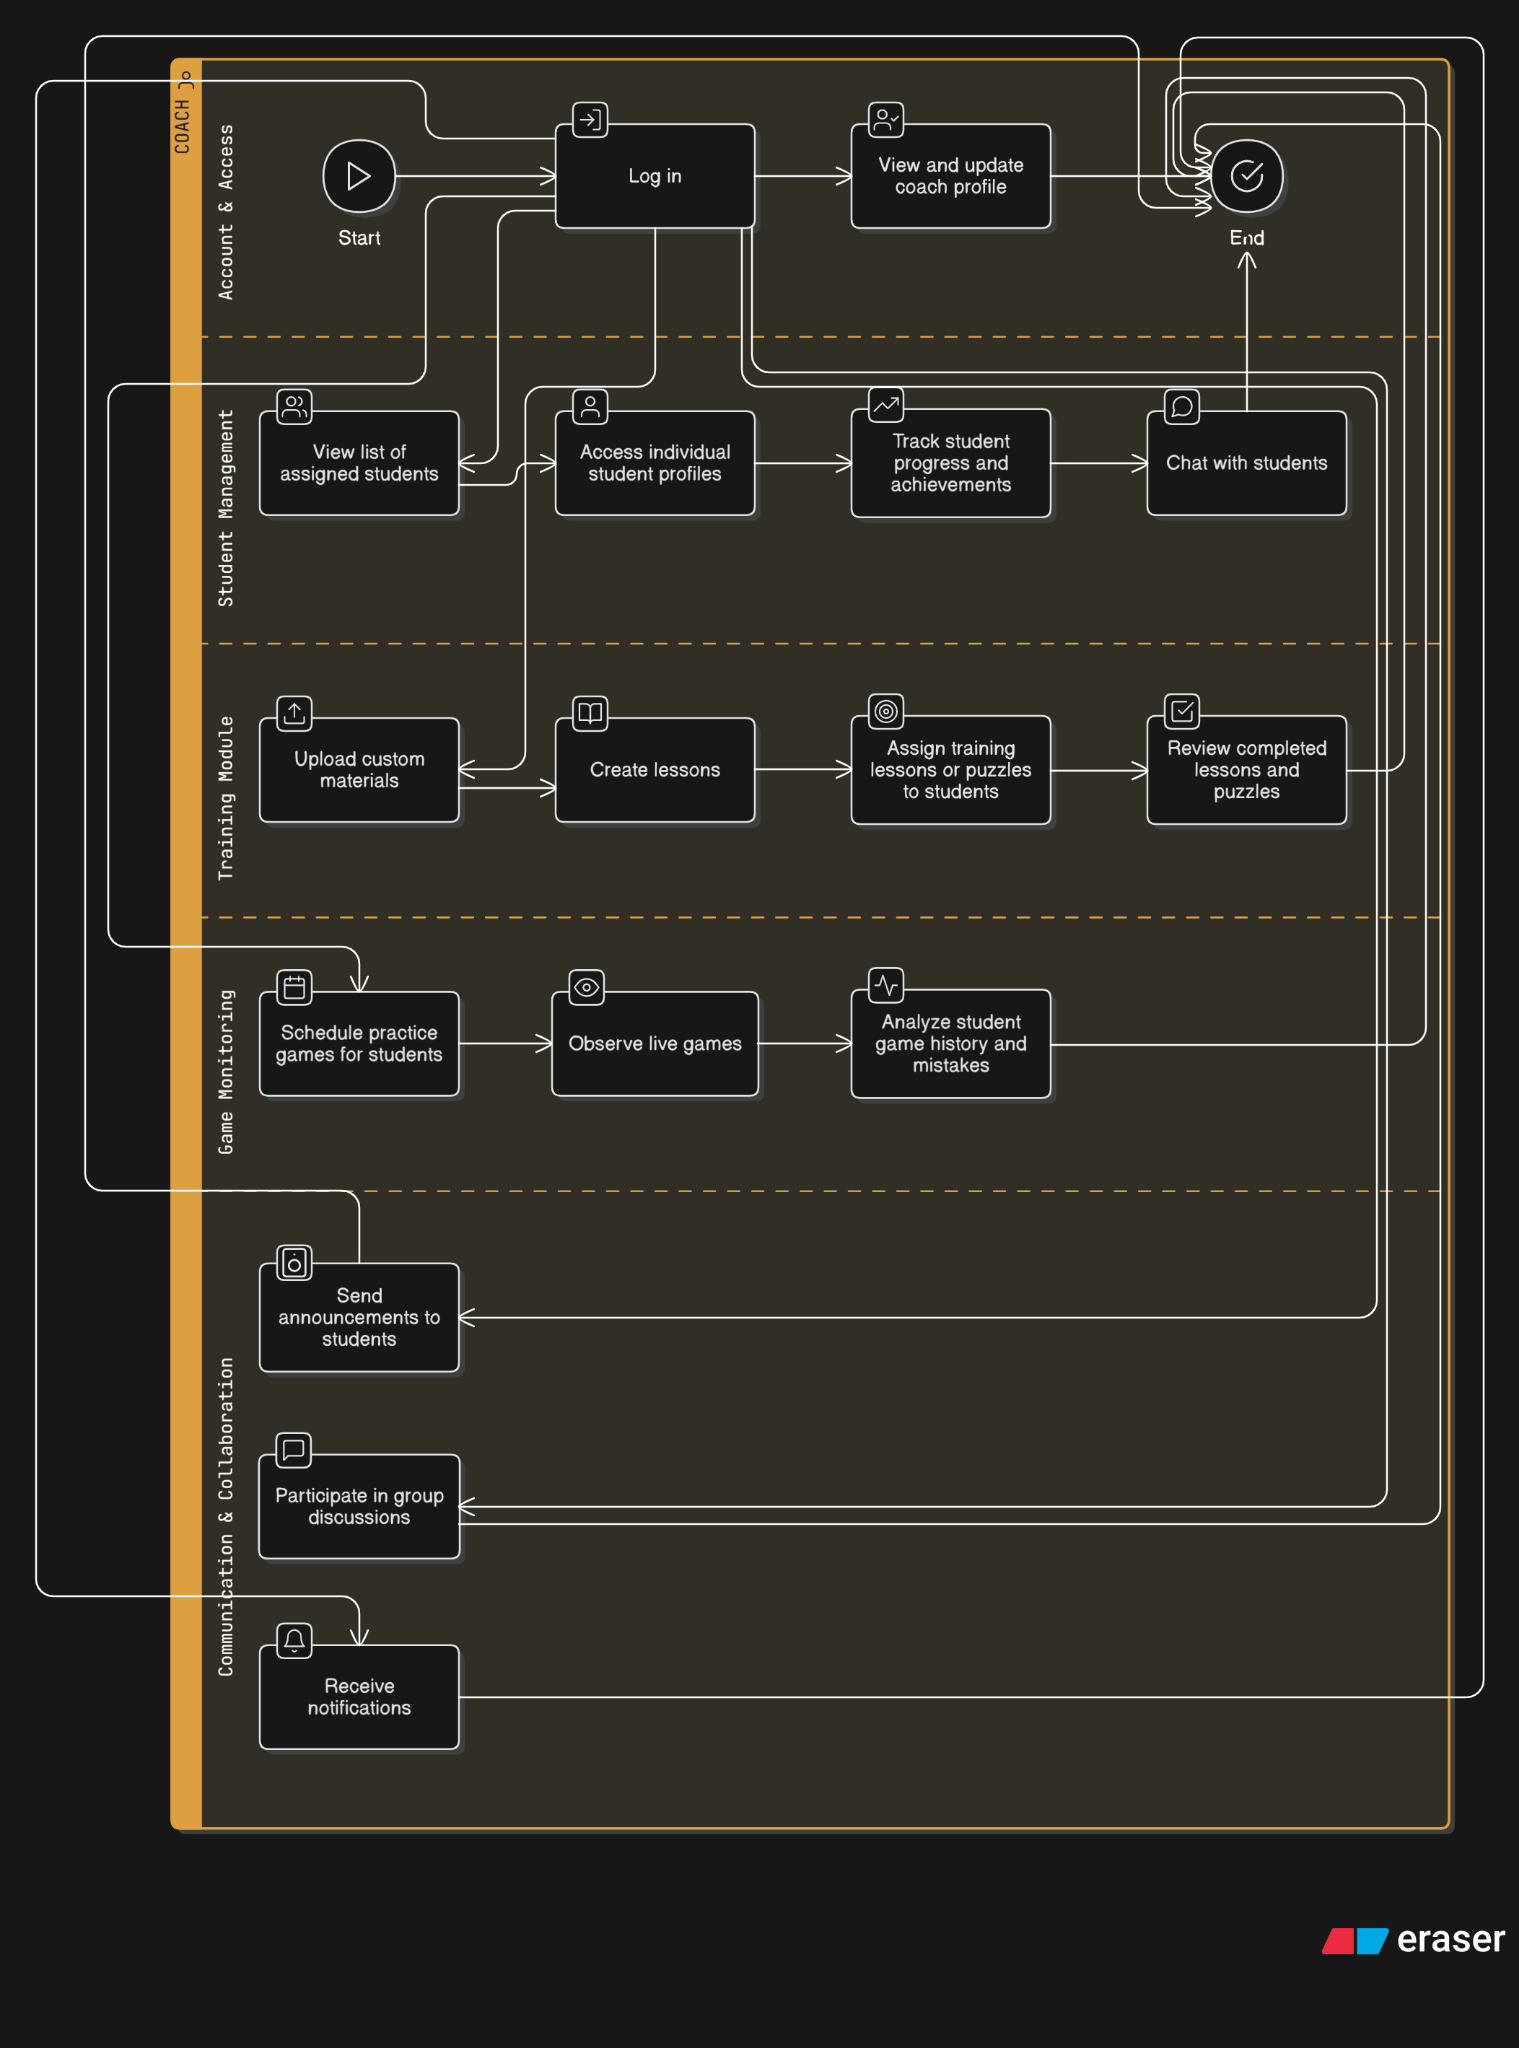 COACH
Account & Access
Start
Log in
View and update
coach profile
End
Student Management
View list of
assigned students
Access individual
student profiles
Track student
progress and
achievements
Chat with students
Training Module
Upload custom
materials
Create lessons
Assign training
lessons or puzzles
to students
Review completed
lessons and
puzzles
Game Monitoring
Schedule practice
games for students
Observe live games
Analyze student
game history and
mistakes
Communication & Collaboration
Send
announcements to
students
Participate in group
discussions
Receive
notifications
eraser